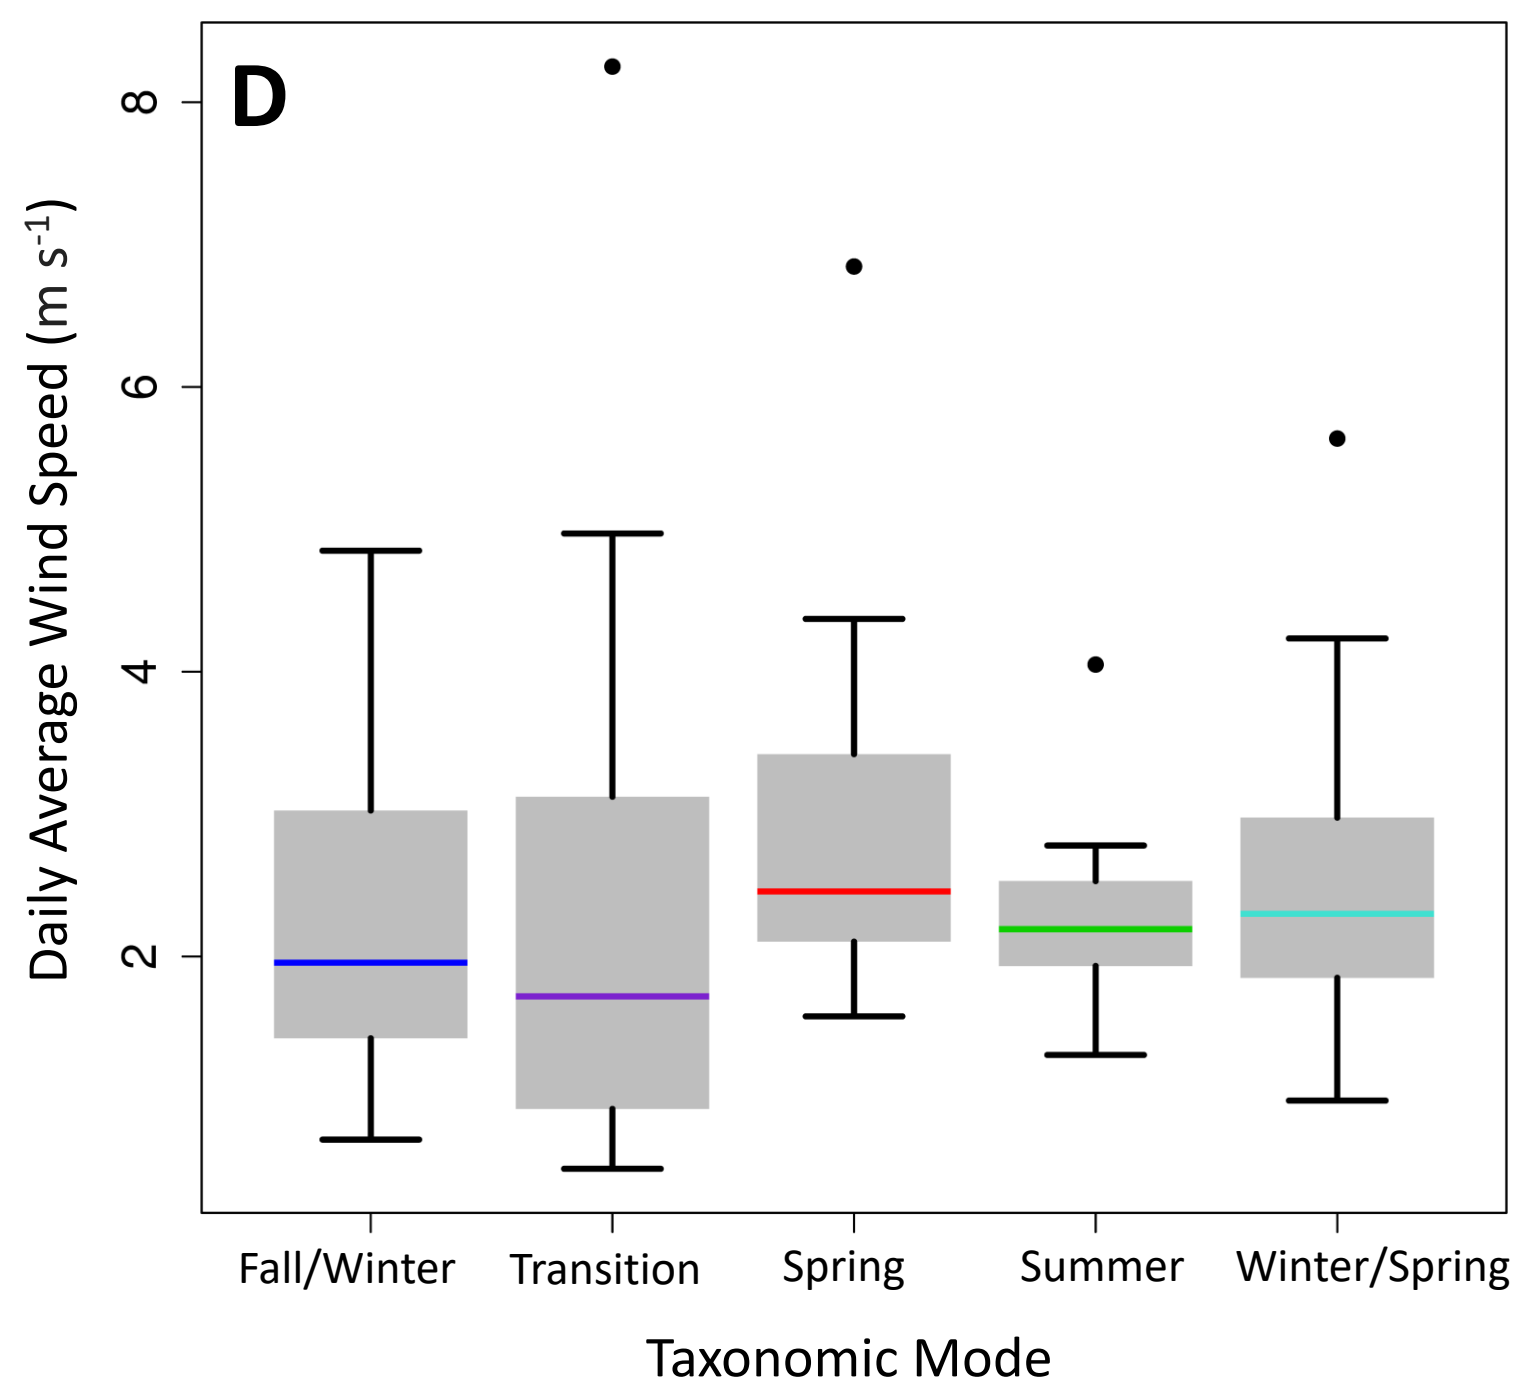 D
8
6
4
2
Daily Average Wind Speed (m s⁻¹)
Fall/Winter
Transition
Spring
Summer
Winter/Spring
Taxonomic Mode